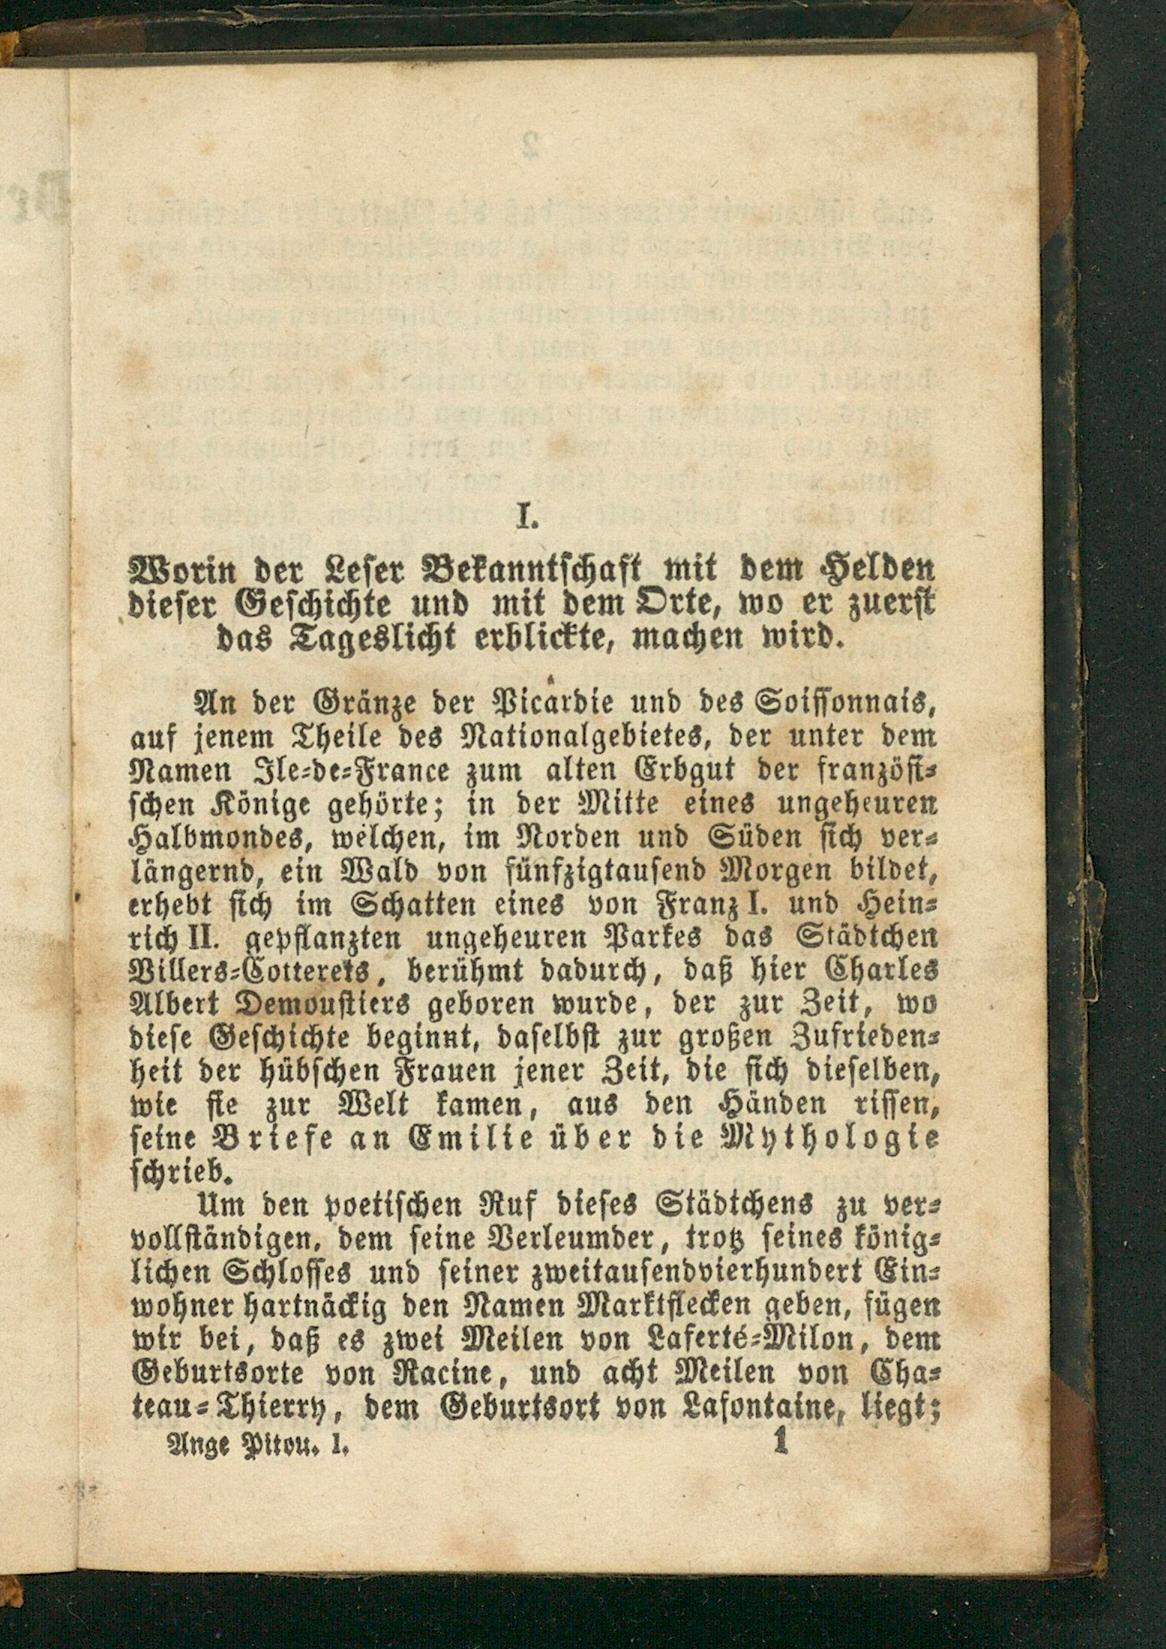 I.
Worin der Leser Bekanntschaft mit dem Helden
dieser Geschichte und mit dem Orte, wo er zuerst
das Tageslicht erblickte, machen wird.
An der Gränze der Picardie und des Soissonnais,
auf jenem Theile des Nationalgebietes, der unter dem
Namen Ile-de-France zum alten Erbgut der französi-
schen Könige gehörte; in der Mitte eines ungeheuren
Halbmondes, welchen, im Norden und Süden sich ver-
längernd, ein Wald von fünfzigtausend Morgen bildet,
erhebt sich im Schatten eines von Franz I. und Hein-
rich II. gepflanzten ungeheuren Parkes das Städtchen
Villers-Cotterets, berühmt dadurch, daß hier Charles
Albert Demoustiers geboren wurde, der zur Zeit, wo
diese Geschichte beginnt, daselbst zur großen Zufrieden-
heit der hübschen Frauen jener Zeit, die sich dieselben,
wie sie zur Welt kamen, aus den Händen rissen,
seine Briefe an Emilie über die Mythologie
schrieb.
Um den poetischen Ruf dieses Städtchens zu ver-
vollständigen, dem seine Verleumder, trotz seines könig-
lichen Schlosses und seiner zweitausendvierhundert Ein-
wohner hartnäckig den Namen Marktflecken geben, fügen
wir bei, daß es zwei Meilen von Laferté-Milon, dem
Geburtsorte von Racine, und acht Meilen von Cha-
teau-Thierry, dem Geburtsort von Lafontaine, liegt;
Ange Pitou. I. 1